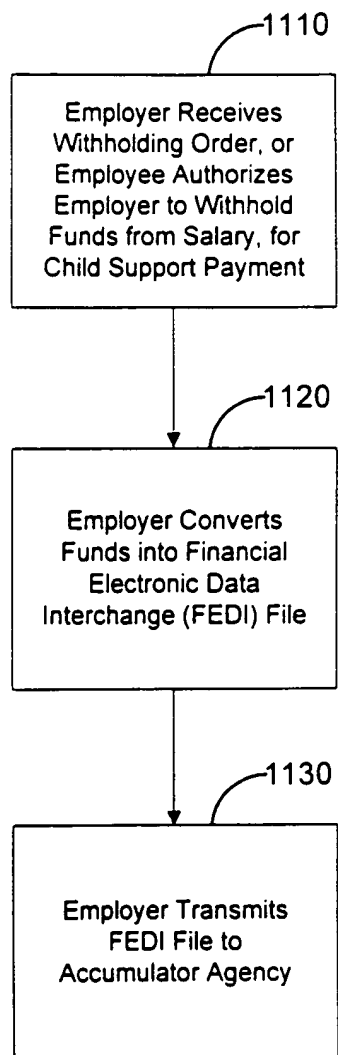 1110
Employer Receives
Withholding Order, or
Employee Authorizes
Employer to Withhold
Funds from Salary, for
Child Support Payment
1120
Employer Converts
Funds into Financial
Electronic Data
Interchange (FEDI) File
1130
Employer Transmits
FEDI File to
Accumulator Agency